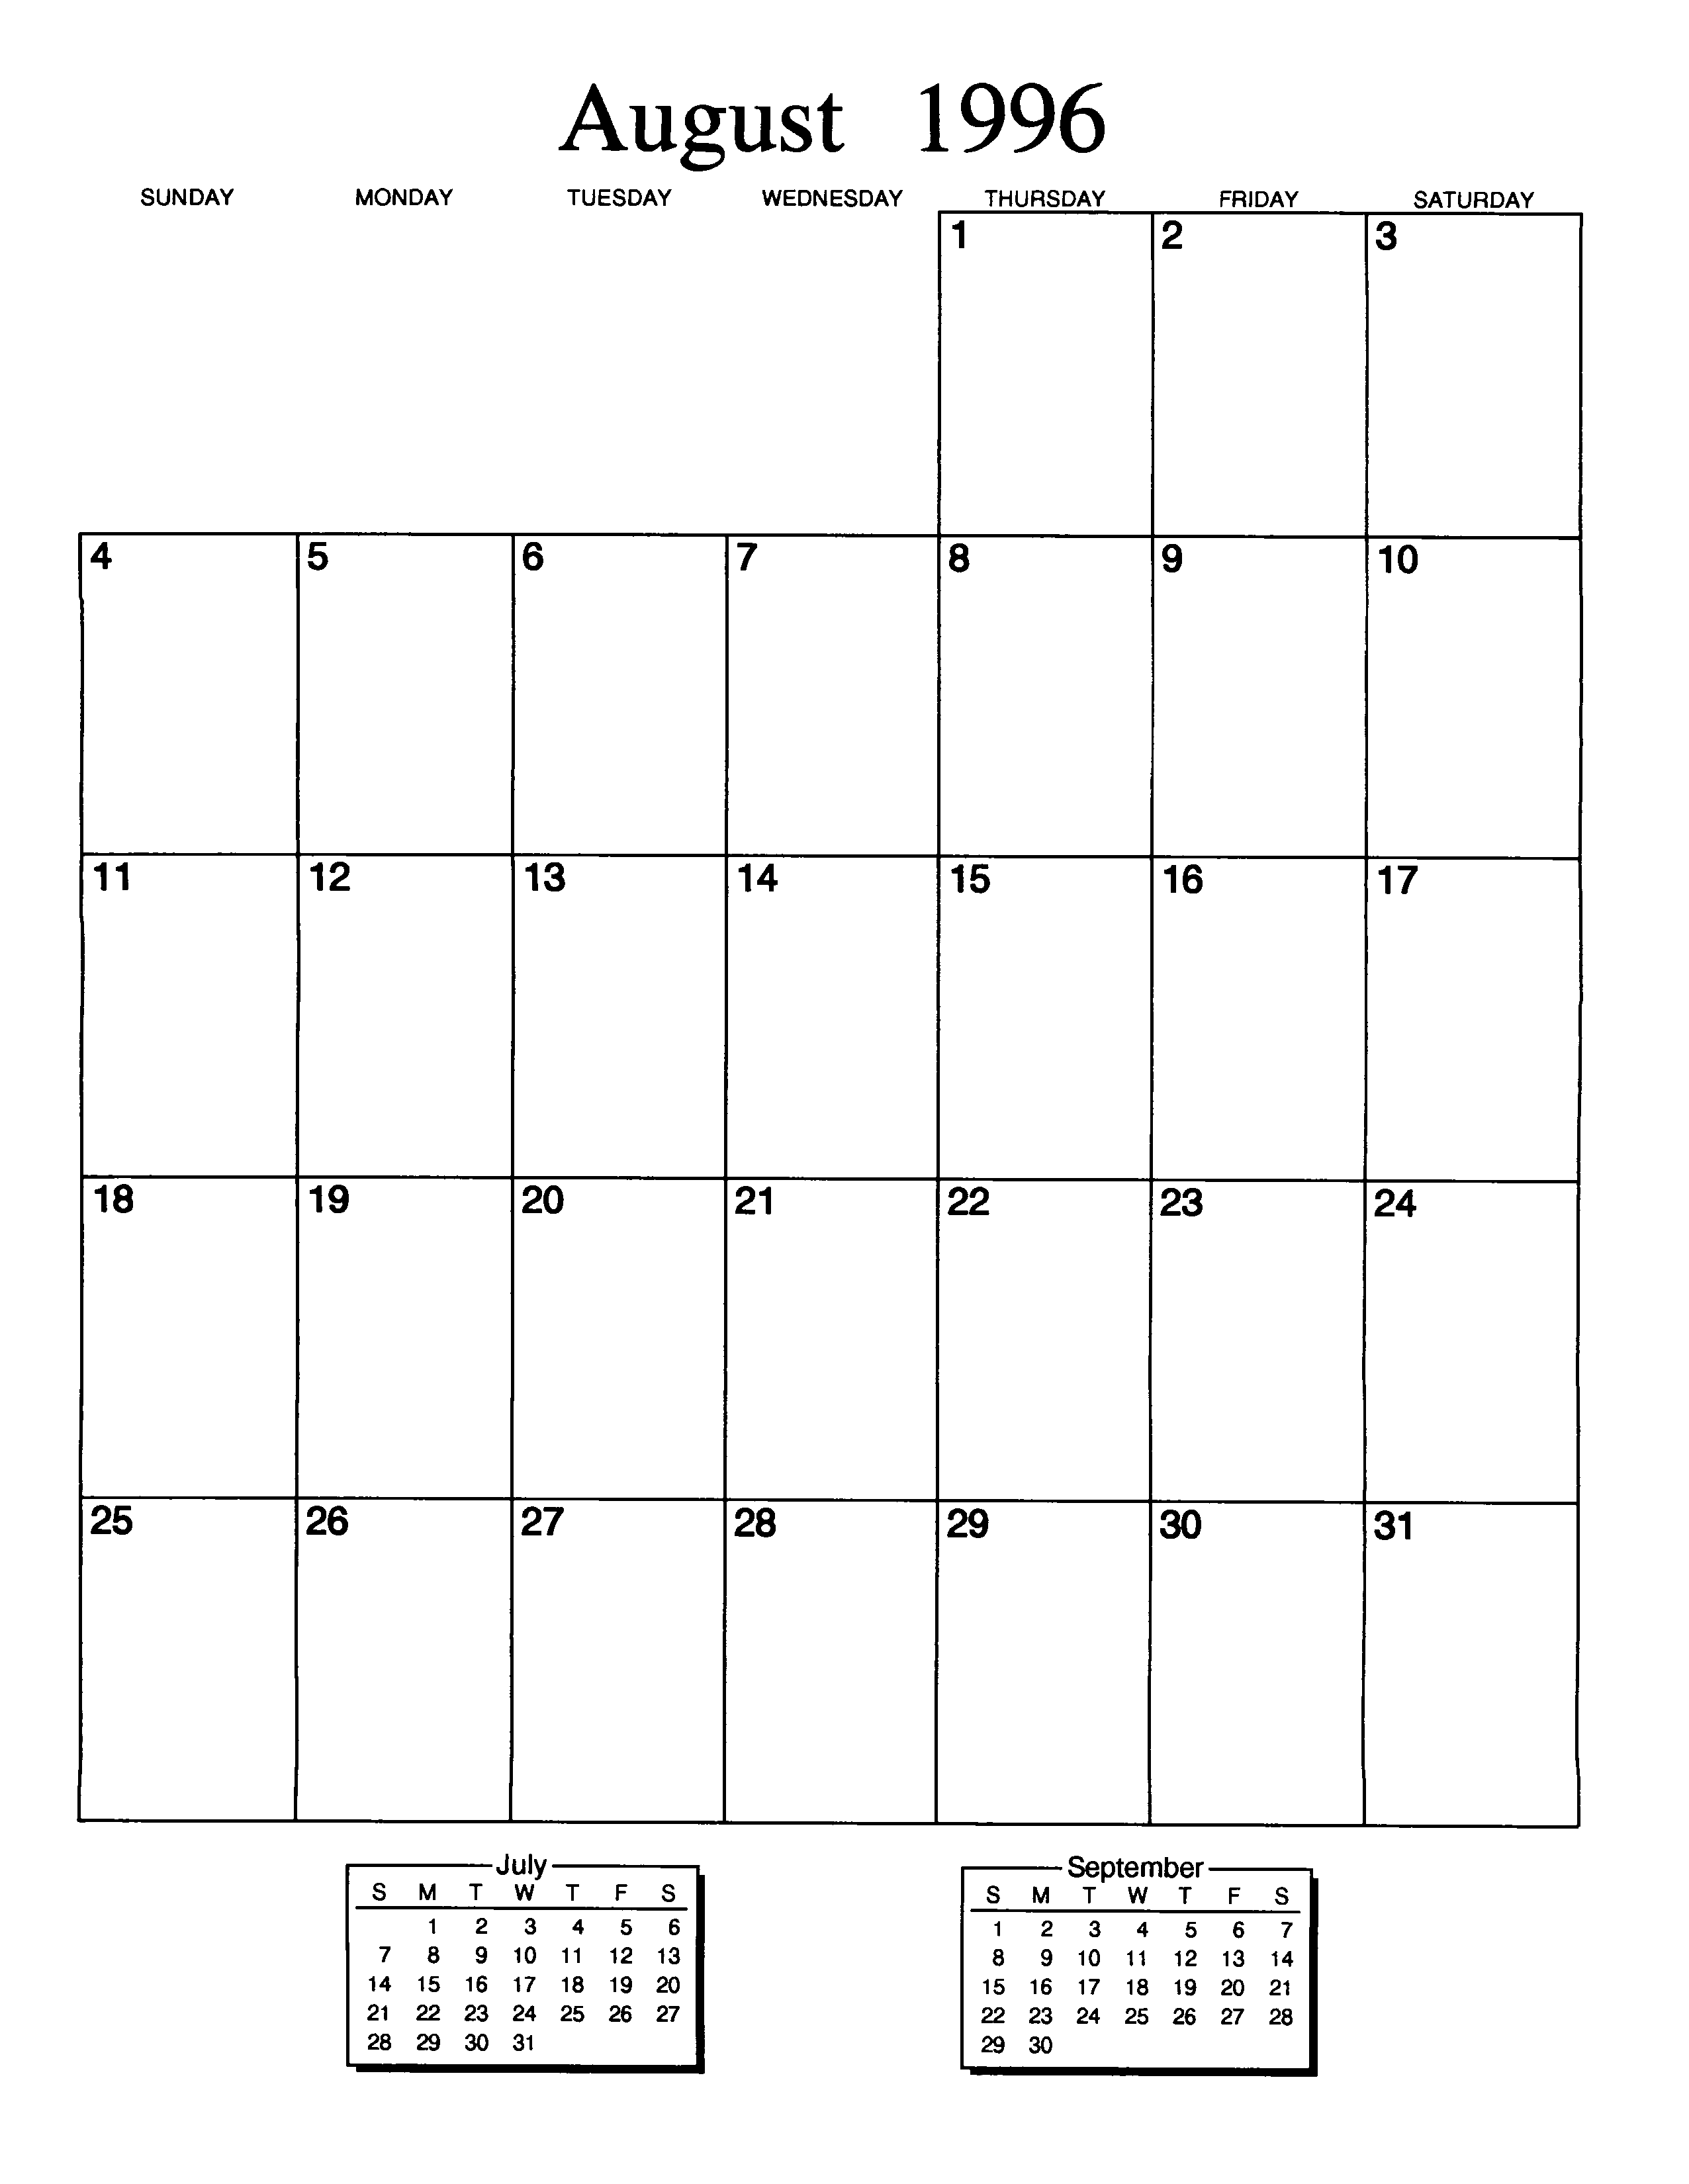 August 1996
SUNDAY MONDAY TUESDAY WEDNESDAY THURSDAY FRIDAY SATURDAY
1 2 3
4 5 6 7 8 9 10
11 12 13 14 15 16 17
18 19 20 21 22 23 24
25 26 27 28 29 30 31
July
S M T W T F S
1 2 3 4 5 6
7 8 9 10 11 12 13
14 15 16 17 18 19 20
21 22 23 24 25 26 27
28 29 30 31
September
S M T W T F S
1 2 3 4 5 6 7
8 9 10 11 12 13 14
15 16 17 18 19 20 21
22 23 24 25 26 27 28
29 30